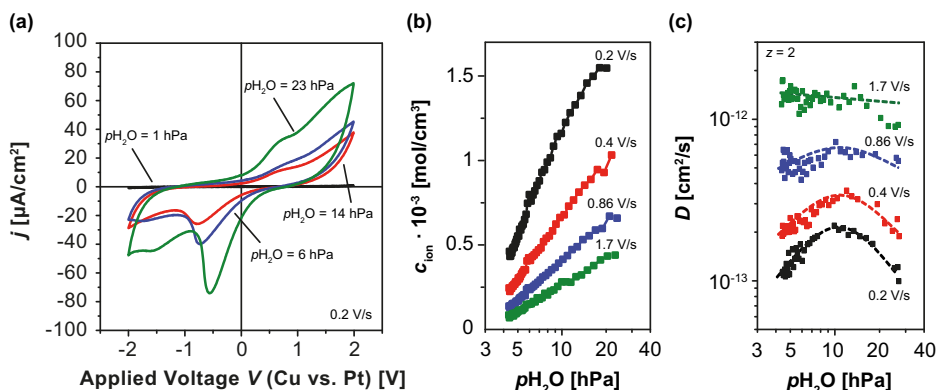 (a)
100
80
60
40
20
0
-20
-40
-60
-80
-100
j [µA/cm²]
pH₂O = 23 hPa
pH₂O = 1 hPa
pH₂O = 14 hPa
pH₂O = 6 hPa
0.2 V/s
-2 -1 0 1 2
Applied Voltage V (Cu vs. Pt) [V]
(b)
1.5
1.0
0.5
0
c_ion · 10⁻³ [mol/cm³]
0.2 V/s
0.4 V/s
0.86 V/s
1.7 V/s
3 5 10 20 40
pH₂O [hPa]
(c)
z = 2
10⁻¹²
10⁻¹³
D [cm²/s]
1.7 V/s
0.86 V/s
0.4 V/s
0.2 V/s
3 5 10 20 40
pH₂O [hPa]